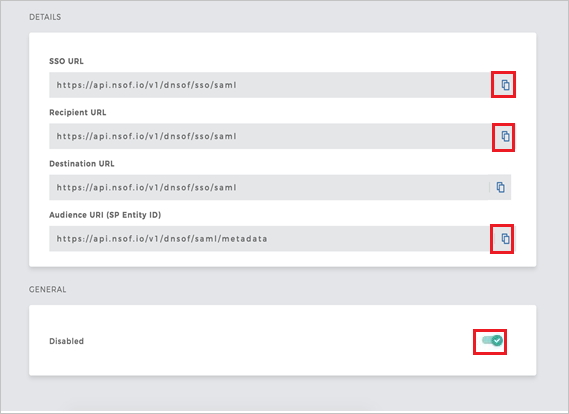 DETAILS
SSO URL
https://api.nsof.io/v1/dnsof/sso/saml
Recipient URL
https://api.nsof.io/v1/dnsof/sso/saml
Destination URL
https://api.nsof.io/v1/dnsof/sso/saml
Audience URI (SP Entity ID)
https://api.nsof.io/v1/dnsof/saml/metadata
GENERAL
Disabled